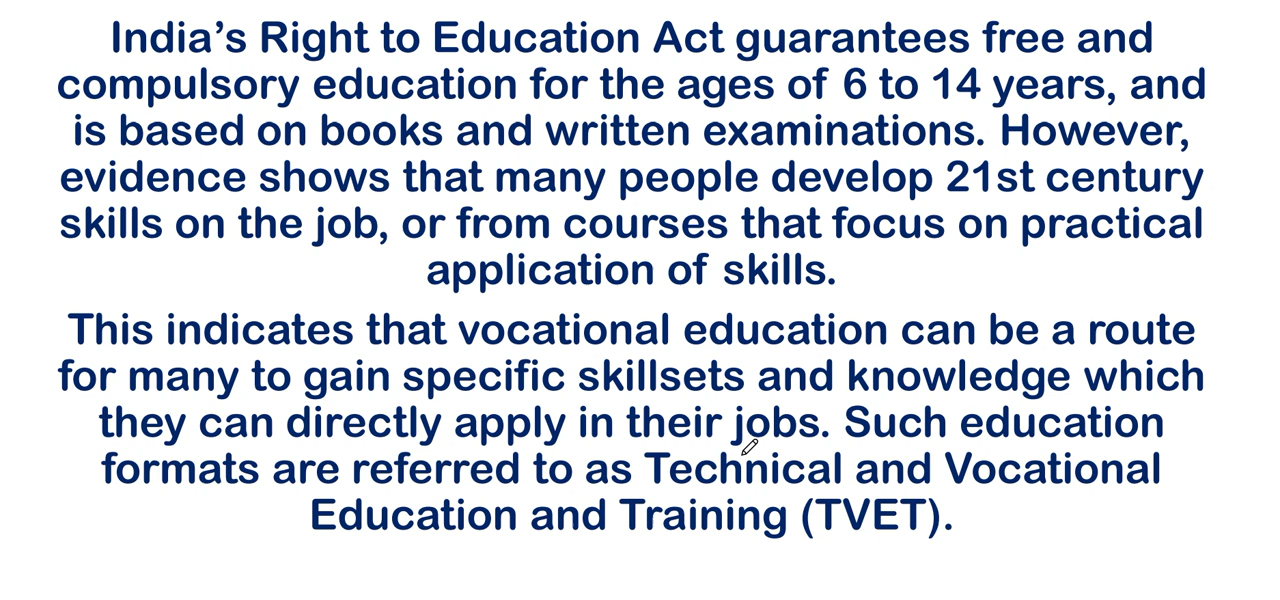 India’s Right to Education Act guarantees free and
compulsory education for the ages of 6 to 14 years, and
is based on books and written examinations. However,
evidence shows that many people develop 21st century
skills on the job, or from courses that focus on practical
application of skills.
This indicates that vocational education can be a route
for many to gain specific skillsets and knowledge which
they can directly apply in their jobs. Such education
formats are referred to as Technical and Vocational
Education and Training (TVET).